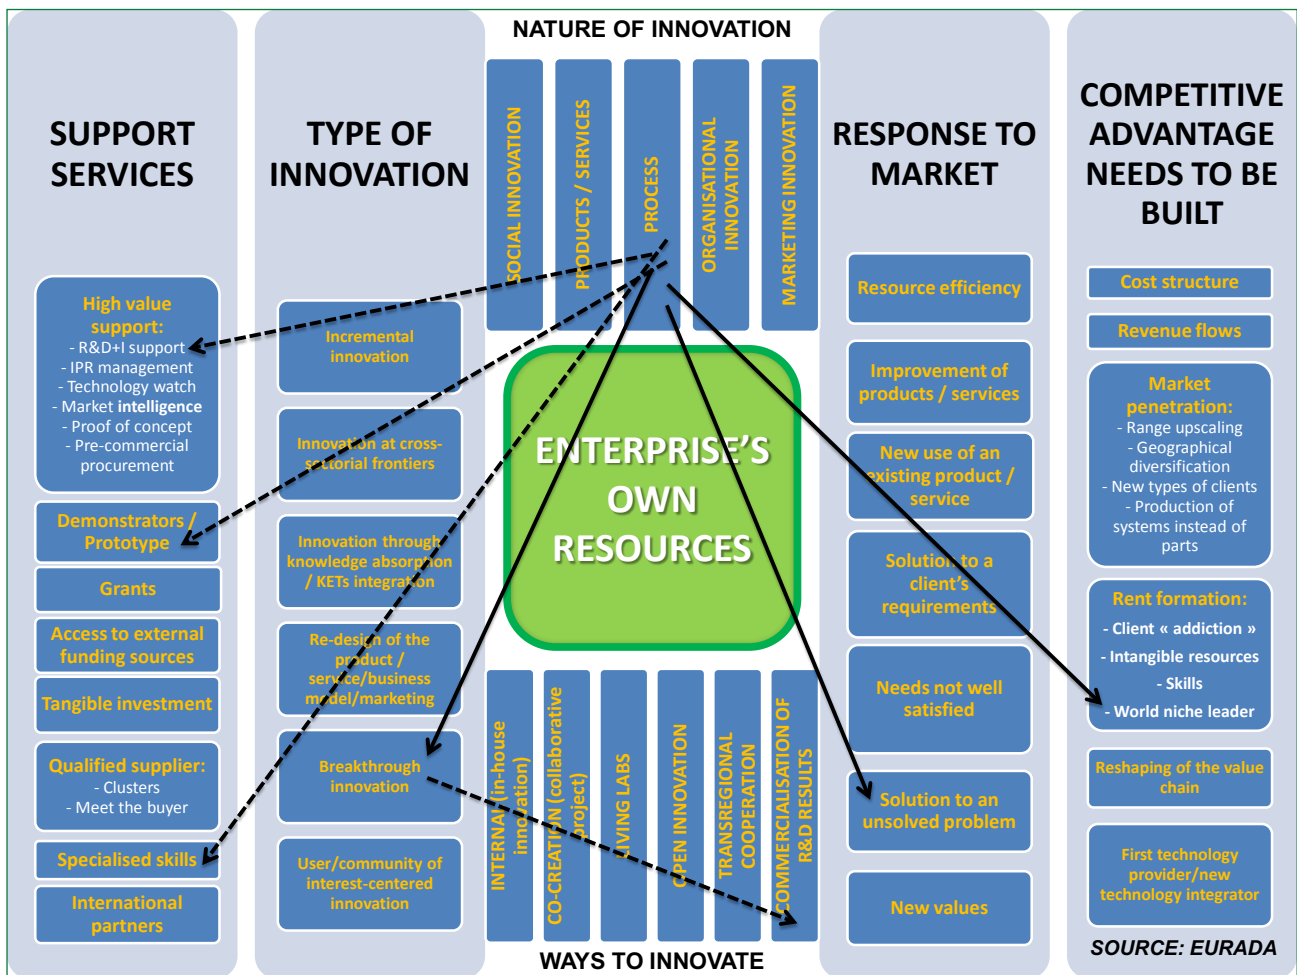 NATURE OF INNOVATION
SUPPORT
SERVICES
High value
support:
- R&D+I support
- IPR management
- Technology watch
- Market intelligence
- Proof of concept
- Pre-commercial
procurement
Demonstrators /
Prototype
Grants
Access to external
funding sources
Tangible investment
Qualified supplier:
- Clusters
- Meet the buyer
Specialised skills
International
partners
TYPE OF
INNOVATION
Incremental
innovation
Innovation at cross-
sectorial frontiers
Innovation through
knowledge absorption
/ KETs integration
Re-design of the
product /
service/business
model/marketing
Breakthrough
innovation
User/community of
interest-centered
innovation
SOCIAL INNOVATION
PRODUCTS / SERVICES
PROCESS
ORGANISATIONAL
INNOVATION
MARKETING INNOVATION
ENTERPRISE'S
OWN
RESOURCES
INTERNAL (in-house
innovation)
CO-CREATION (collaborative
project)
LIVING LABS
OPEN INNOVATION
TRANSREGIONAL
COOPERATION
COMMERCIALISATION OF
R&D RESULTS
WAYS TO INNOVATE
RESPONSE TO
MARKET
Resource efficiency
Improvement of
products / services
New use of an
existing product /
service
Solution to a
client's
requirements
Needs not well
satisfied
Solution to an
unsolved problem
New values
COMPETITIVE
ADVANTAGE
NEEDS TO BE
BUILT
Cost structure
Revenue flows
Market
penetration:
- Range upscaling
- Geographical
diversification
- New types of clients
- Production of
systems instead of
parts
Rent formation:
- Client « addiction »
- Intangible resources
- Skills
- World niche leader
Reshaping of the value
chain
First technology
provider/new
technology integrator
SOURCE: EURADA